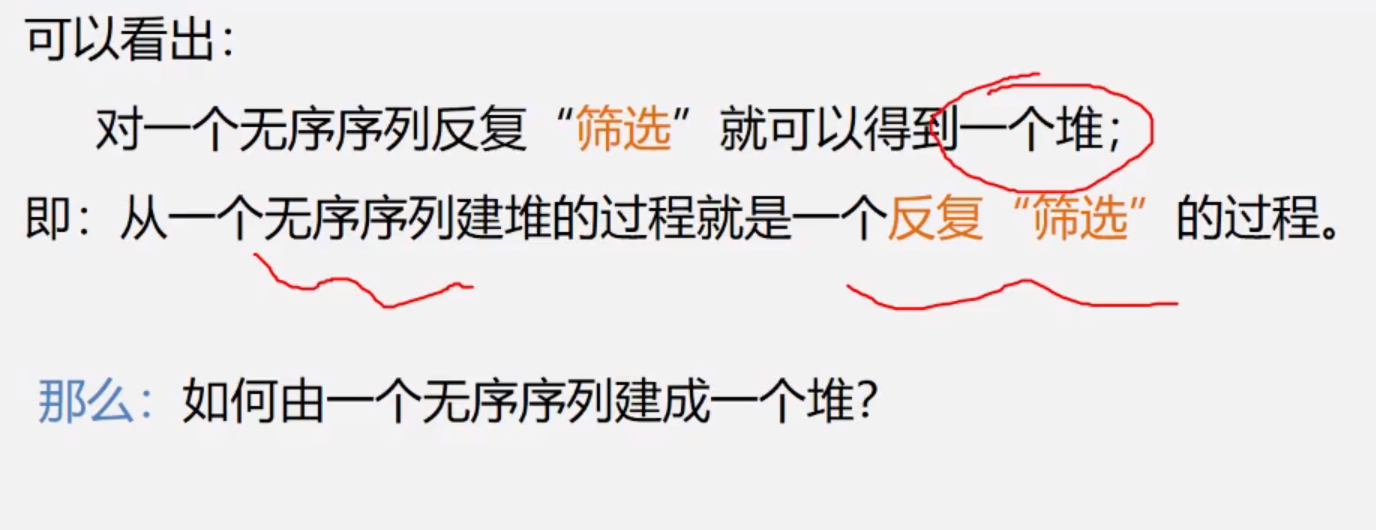 可以看出：
对一个无序序列反复“筛选”就可以得到一个堆；
即：从一个无序序列建堆的过程就是一个反复“筛选”的过程。
那么：如何由一个无序序列建成一个堆？